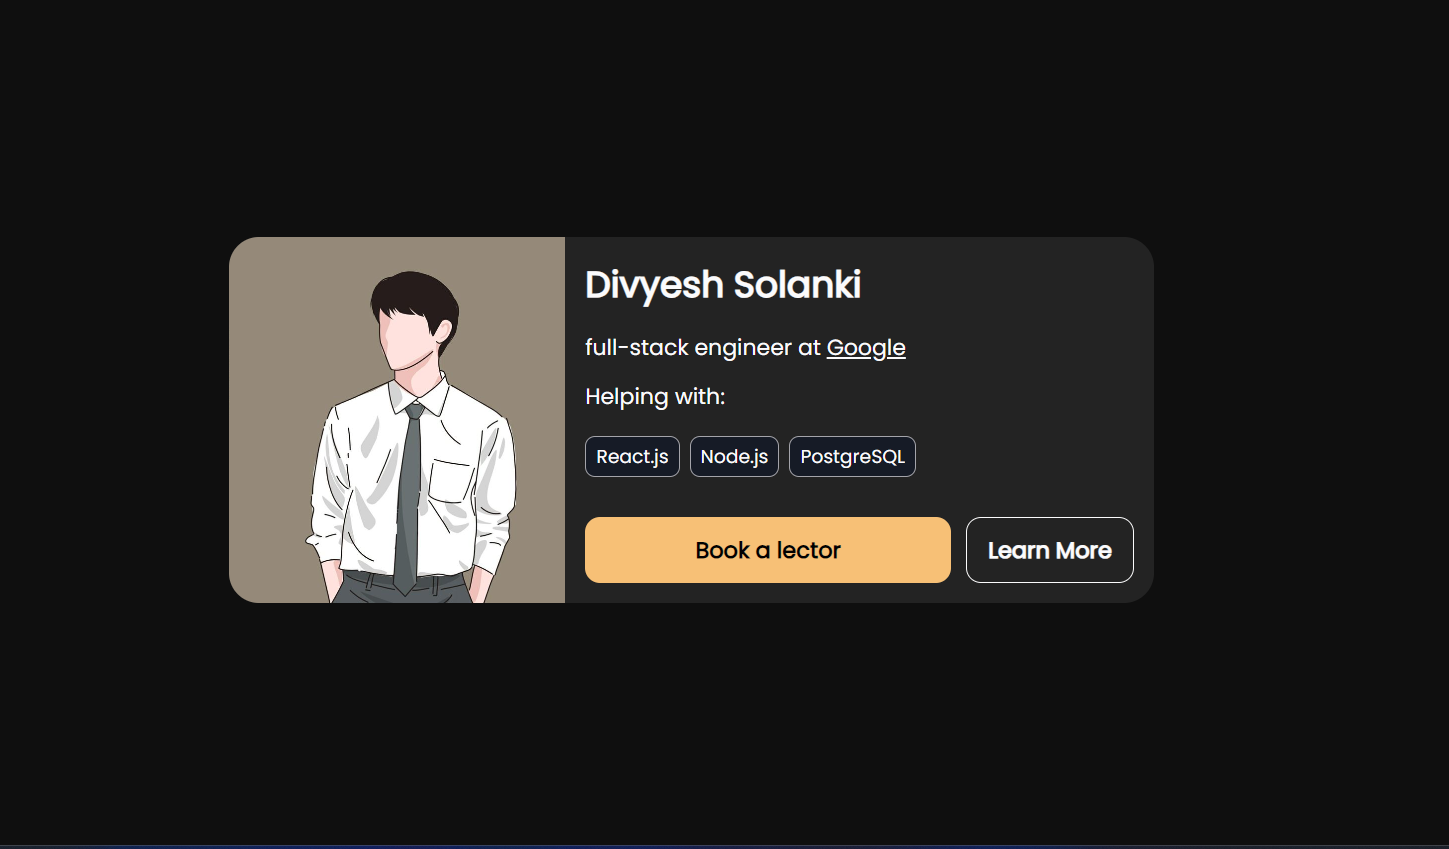 Divyesh Solanki
full-stack engineer at Google
Helping with:
React.js Node.js PostgreSQL
Book a lector Learn More